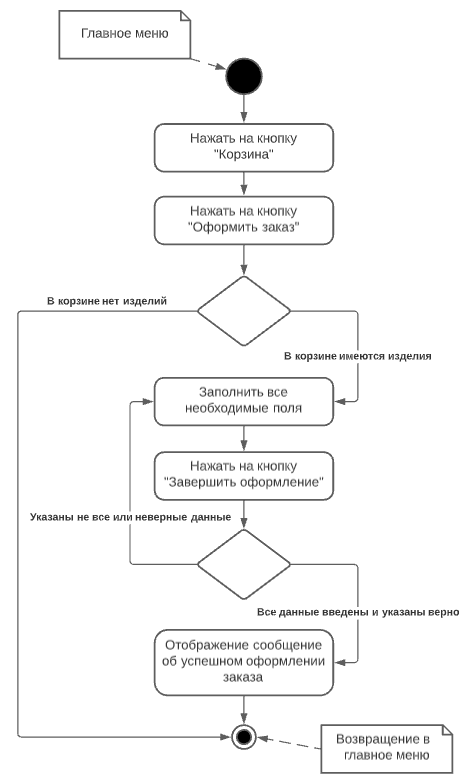 Главное меню
Нажать на кнопку
"Корзина"
Нажать на кнопку
"Оформить заказ"
В корзине нет изделий
В корзине имеются изделия
Заполнить все
необходимые поля
Нажать на кнопку
"Завершить оформление"
Указаны не все или неверные данные
Все данные введены и указаны верно
Отображение сообщение
об успешном оформлении
заказа
Возвращение в
главное меню